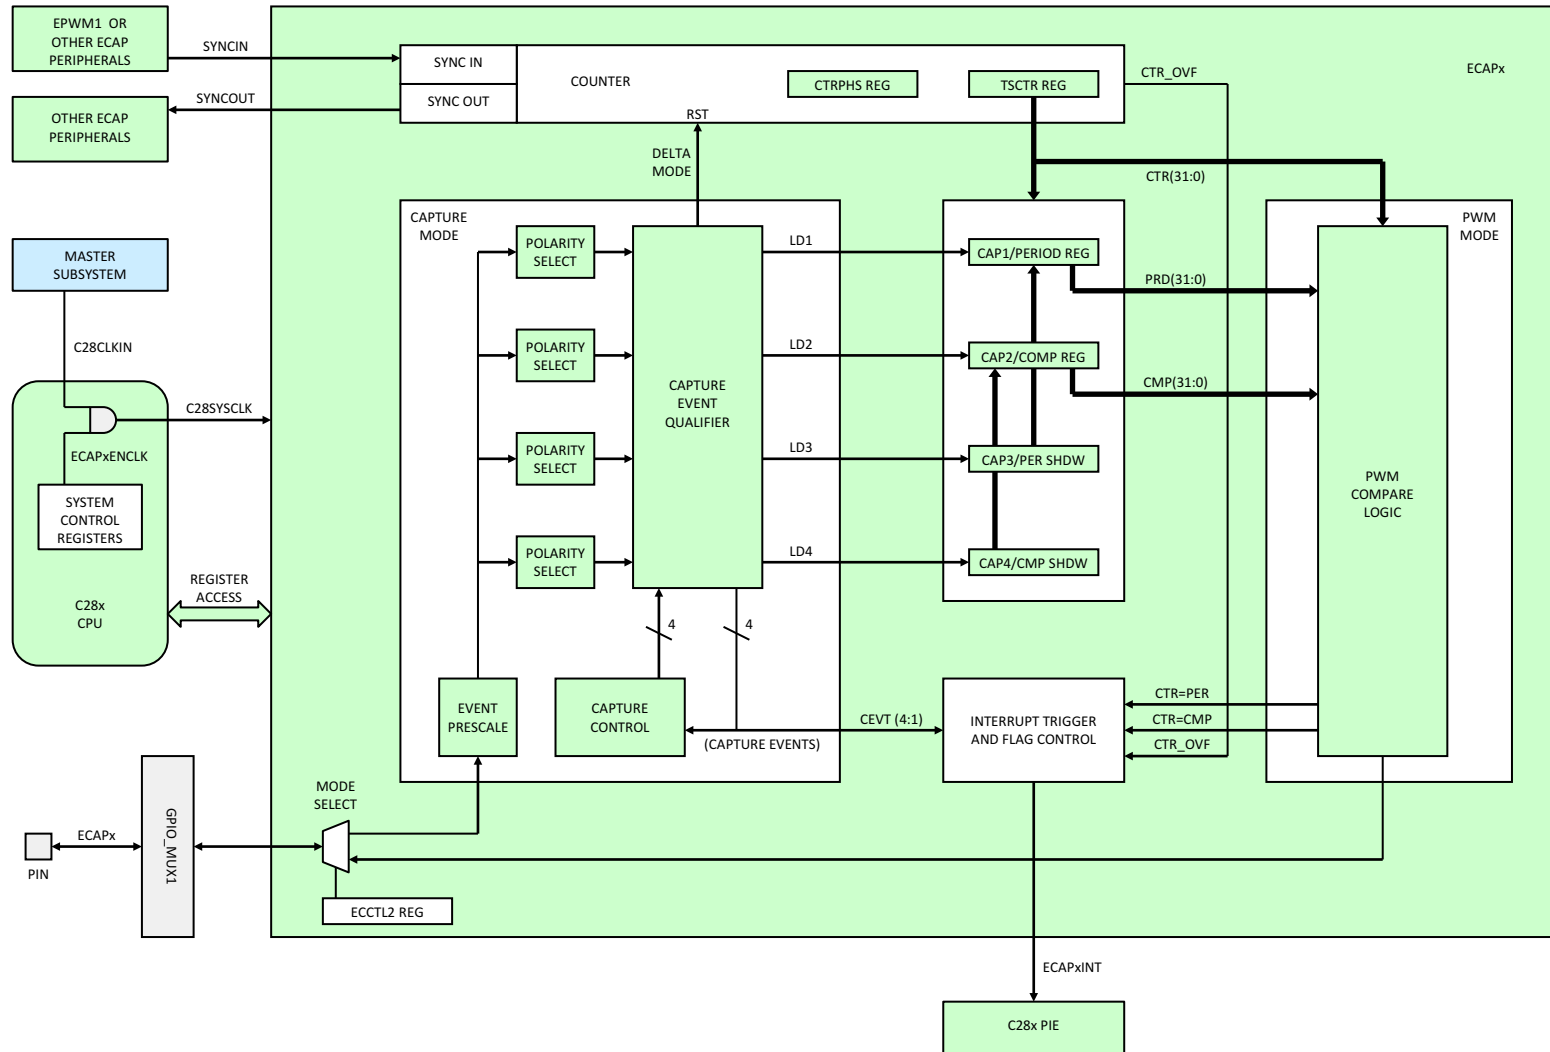 EPWM1 OR
OTHER ECAP
PERIPHERALS
SYNCIN
SYNC IN
COUNTER
CTRPHS REG
TSCTR REG
CTR_OVF
ECAPx
SYNCOUT
SYNC OUT
OTHER ECAP
PERIPHERALS
RST
DELTA
MODE
CTR(31:0)
CAPTURE
MODE
PWM
MODE
POLARITY
SELECT
LD1
CAP1/PERIOD REG
PRD(31:0)
MASTER
SUBSYSTEM
C28CLKIN
POLARITY
SELECT
LD2
CAP2/COMP REG
CMP(31:0)
CAPTURE
EVENT
QUALIFIER
C28SYSCLK
ECAPxENCLK
POLARITY
SELECT
LD3
CAP3/PER SHDW
PWM
COMPARE
LOGIC
SYSTEM
CONTROL
REGISTERS
POLARITY
SELECT
LD4
CAP4/CMP SHDW
REGISTER
ACCESS
C28x
CPU
4
4
EVENT
PRESCALE
CAPTURE
CONTROL
CEVT (4:1)
(CAPTURE EVENTS)
INTERRUPT TRIGGER
AND FLAG CONTROL
CTR=PER
CTR=CMP
CTR_OVF
MODE
SELECT
ECAPx
PIN
GPIO_MUX1
ECCTL2 REG
ECAPxINT
C28x PIE